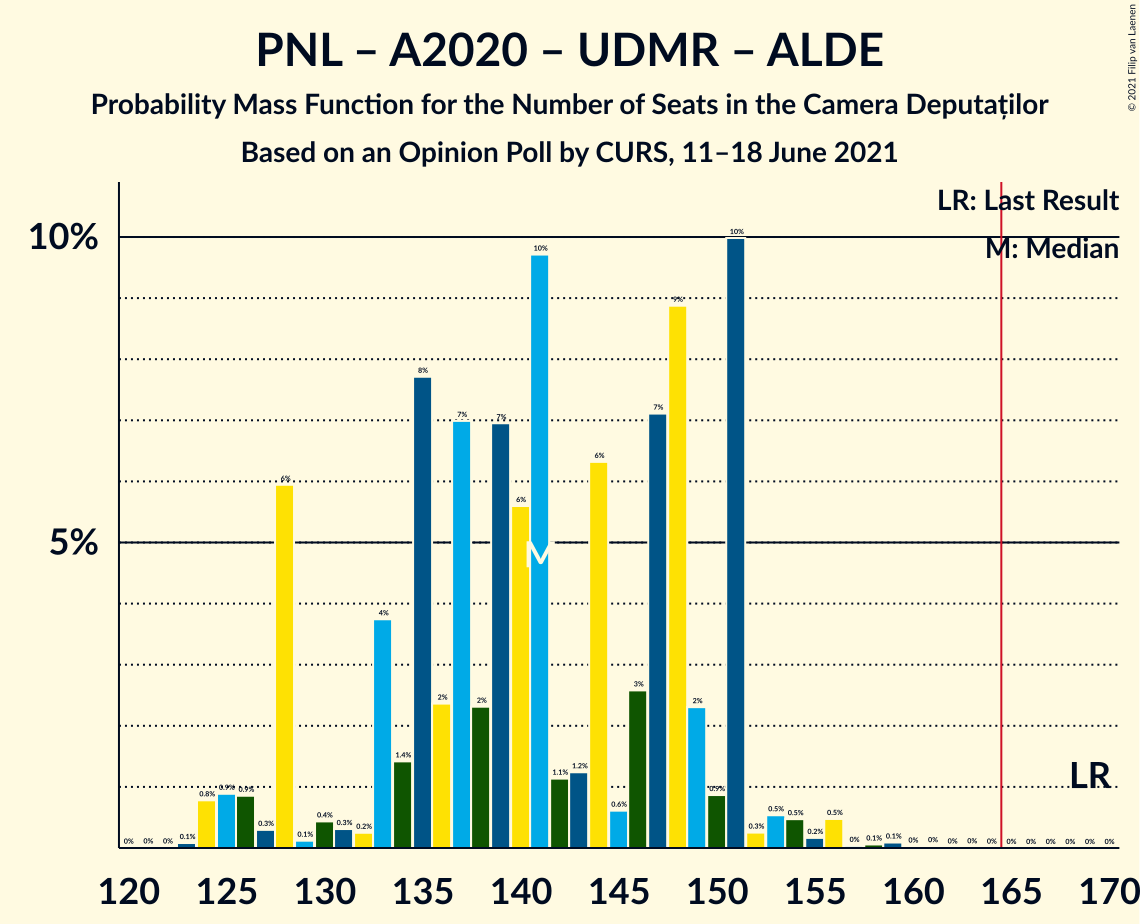 PNL – A2020 – UDMR – ALDE
Probability Mass Function for the Number of Seats in the Camera Deputaților
Based on an Opinion Poll by CURS, 11–18 June 2021
© 2021 Filip van Laenen
LR: Last Result
M: Median
10%
5%
0% 0% 0% 0.1% 0.8% 0.9% 0.9% 0.3% 6% 0.1% 0.4% 0.3% 0.2% 4% 1.4% 8% 2% 7% 2% 7% 6% 10% 1.1% 1.2% 6% 0.6% 3% 7% 9% 2% 0.9% 10% 0.3% 0.5% 0.5% 0.2% 0.5% 0% 0.1% 0.1% 0% 0% 0% 0% 0% 0% 0% 0% 0% 0% 0%
M
LR
120 125 130 135 140 145 150 155 160 165 170